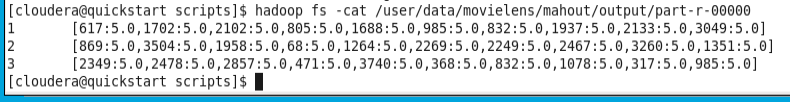 [cloudera@quickstart scripts]$ hadoop fs -cat /user/data/movielens/mahout/output/part-r-00000
1	[617:5.0,1702:5.0,2102:5.0,805:5.0,1688:5.0,985:5.0,832:5.0,1937:5.0,2133:5.0,3049:5.0]
2	[869:5.0,3504:5.0,1958:5.0,68:5.0,1264:5.0,2269:5.0,2249:5.0,2467:5.0,3260:5.0,1351:5.0]
3	[2349:5.0,2478:5.0,2857:5.0,471:5.0,3740:5.0,368:5.0,832:5.0,1078:5.0,317:5.0,985:5.0]
[cloudera@quickstart scripts]$